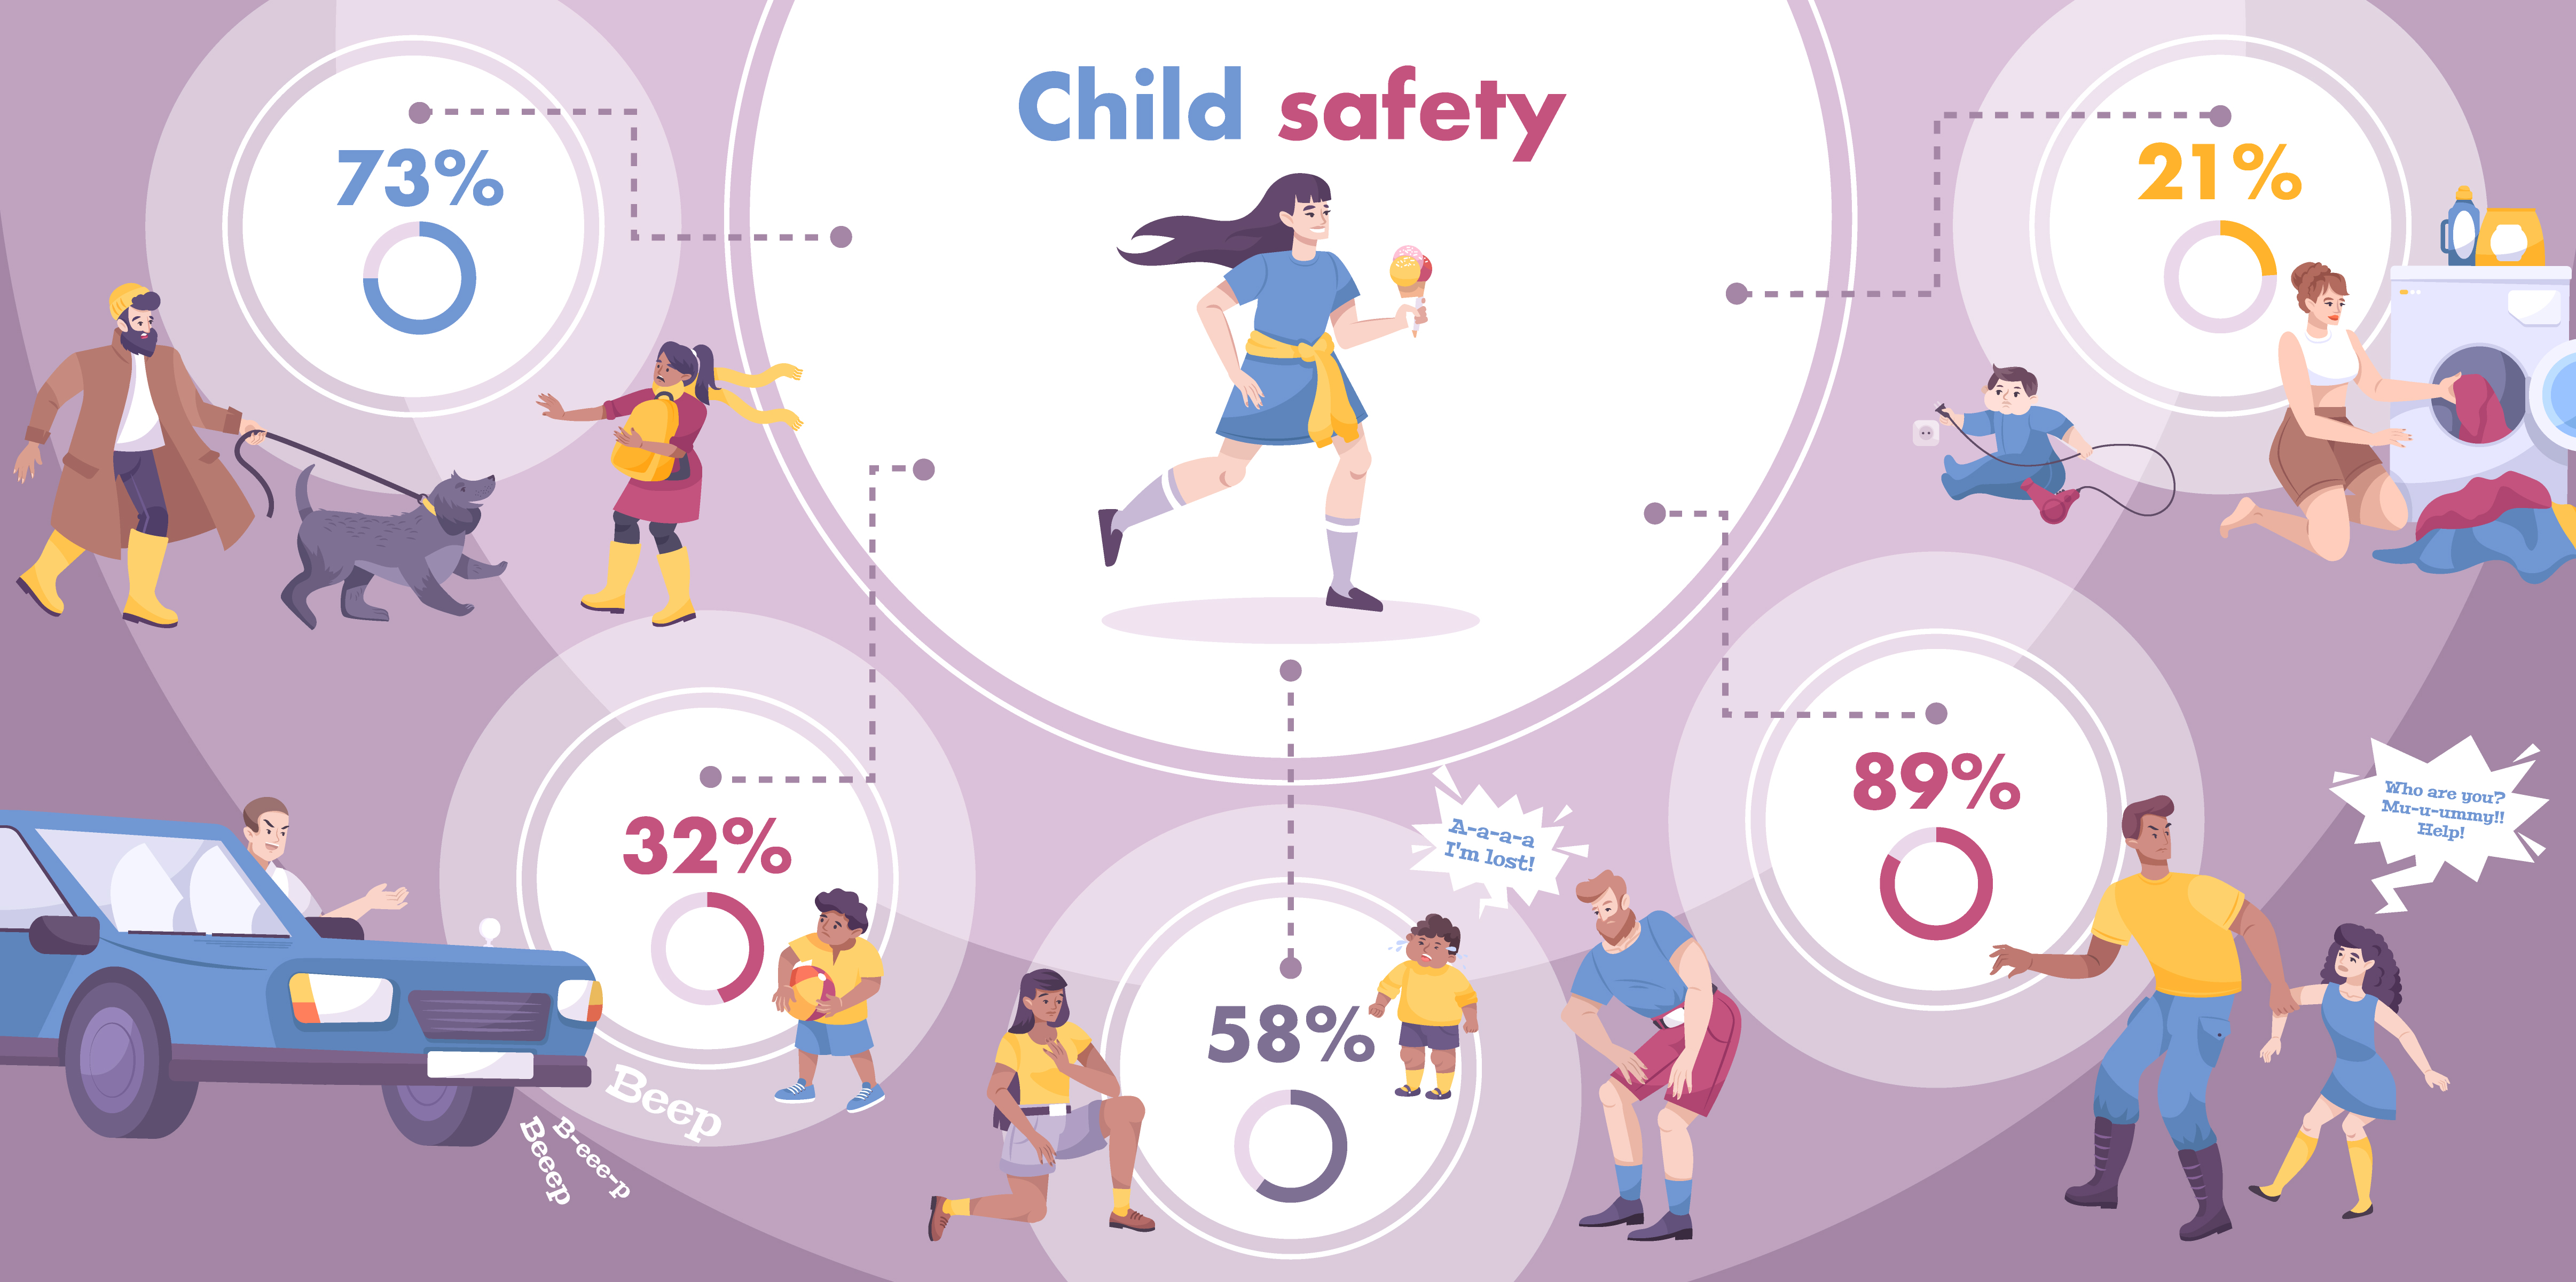 Child safety
73%
21%
32%
58%
89%
A-a-a-a
I'm lost!
Who are you?
Mu-u-ummy!!
Help!
Beep
B-eee-p
Beeep